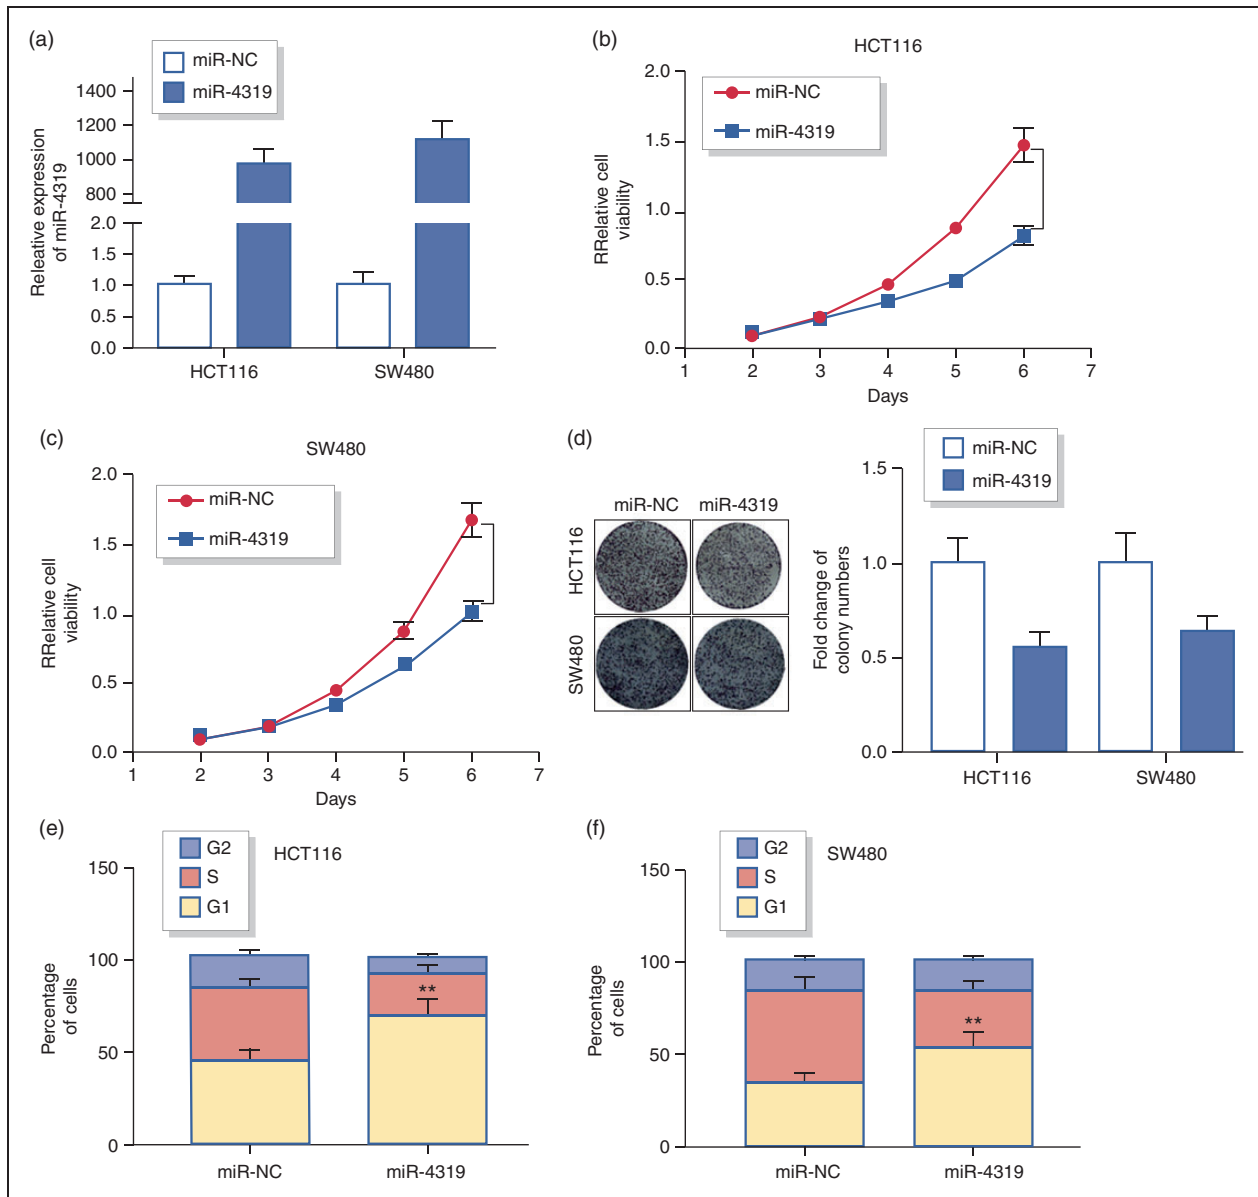 (a)
miR-NC
miR-4319
Releative expression
of miR-4319
1400
1200
1000
800
2.0
1.5
1.0
0.5
0.0
HCT116
SW480
(b)
HCT116
miR-NC
miR-4319
RRelative cell
viability
2.0
1.5
1.0
0.5
0.0
1
2
3
4
5
6
7
Days
(c)
SW480
miR-NC
miR-4319
RRelative cell
viability
2.0
1.5
1.0
0.5
0.0
1
2
3
4
5
6
7
Days
(d)
miR-NC
miR-4319
HCT116
SW480
miR-NC
miR-4319
Fold change of
colony numbers
1.5
1.0
0.5
0.0
HCT116
SW480
(e)
G2
S
G1
HCT116
Percentage
of cells
150
100
50
0
**
miR-NC
miR-4319
(f)
G2
S
G1
SW480
Percentage
of cells
150
100
50
0
**
miR-NC
miR-4319